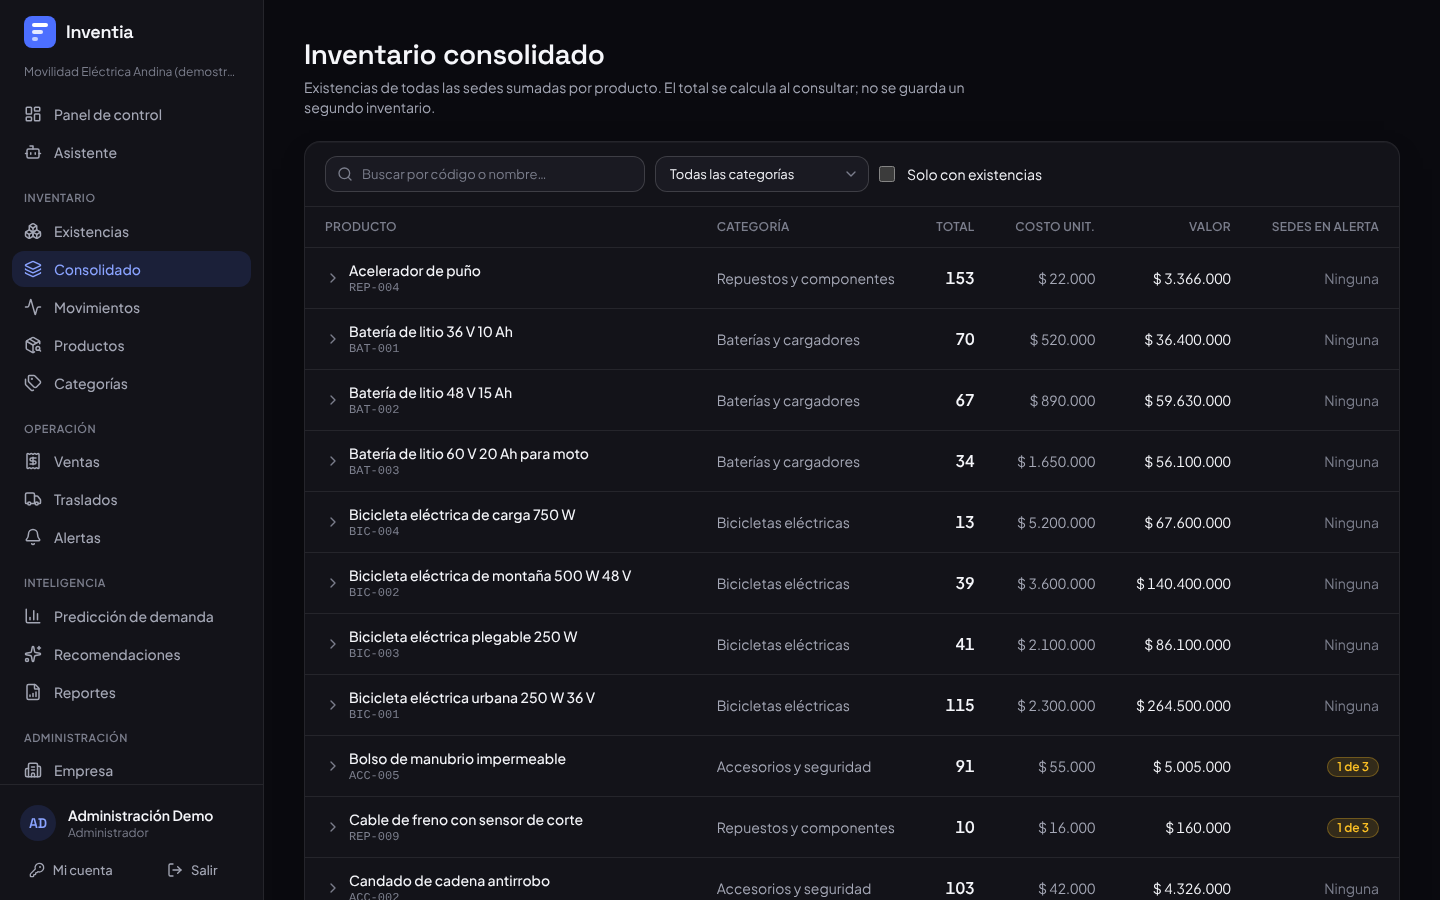 Inventia
Movilidad Eléctrica Andina (demostr...
Panel de control
Asistente
INVENTARIO
Existencias
Consolidado
Movimientos
Productos
Categorías
OPERACIÓN
Ventas
Traslados
Alertas
INTELIGENCIA
Predicción de demanda
Recomendaciones
Reportes
ADMINISTRACIÓN
Empresa
AD
Administración Demo
Administrador
Mi cuenta
Salir
Inventario consolidado
Existencias de todas las sedes sumadas por producto. El total se calcula al consultar; no se guarda un
segundo inventario.
Buscar por código o nombre...
Todas las categorías
Solo con existencias
PRODUCTO CATEGORÍA TOTAL COSTO UNIT. VALOR SEDES EN ALERTA
Acelerador de puño
REP-004
Repuestos y componentes 153 $ 22.000 $ 3.366.000 Ninguna
Batería de litio 36 V 10 Ah
BAT-001
Baterías y cargadores 70 $ 520.000 $ 36.400.000 Ninguna
Batería de litio 48 V 15 Ah
BAT-002
Baterías y cargadores 67 $ 890.000 $ 59.630.000 Ninguna
Batería de litio 60 V 20 Ah para moto
BAT-003
Baterías y cargadores 34 $ 1.650.000 $ 56.100.000 Ninguna
Bicicleta eléctrica de carga 750 W
BIC-004
Bicicletas eléctricas 13 $ 5.200.000 $ 67.600.000 Ninguna
Bicicleta eléctrica de montaña 500 W 48 V
BIC-002
Bicicletas eléctricas 39 $ 3.600.000 $ 140.400.000 Ninguna
Bicicleta eléctrica plegable 250 W
BIC-003
Bicicletas eléctricas 41 $ 2.100.000 $ 86.100.000 Ninguna
Bicicleta eléctrica urbana 250 W 36 V
BIC-001
Bicicletas eléctricas 115 $ 2.300.000 $ 264.500.000 Ninguna
Bolso de manubrio impermeable
ACC-005
Accesorios y seguridad 91 $ 55.000 $ 5.005.000 1 de 3
Cable de freno con sensor de corte
REP-009
Repuestos y componentes 10 $ 16.000 $ 160.000 1 de 3
Candado de cadena antirrobo
ACC-002
Accesorios y seguridad 103 $ 42.000 $ 4.326.000 Ninguna